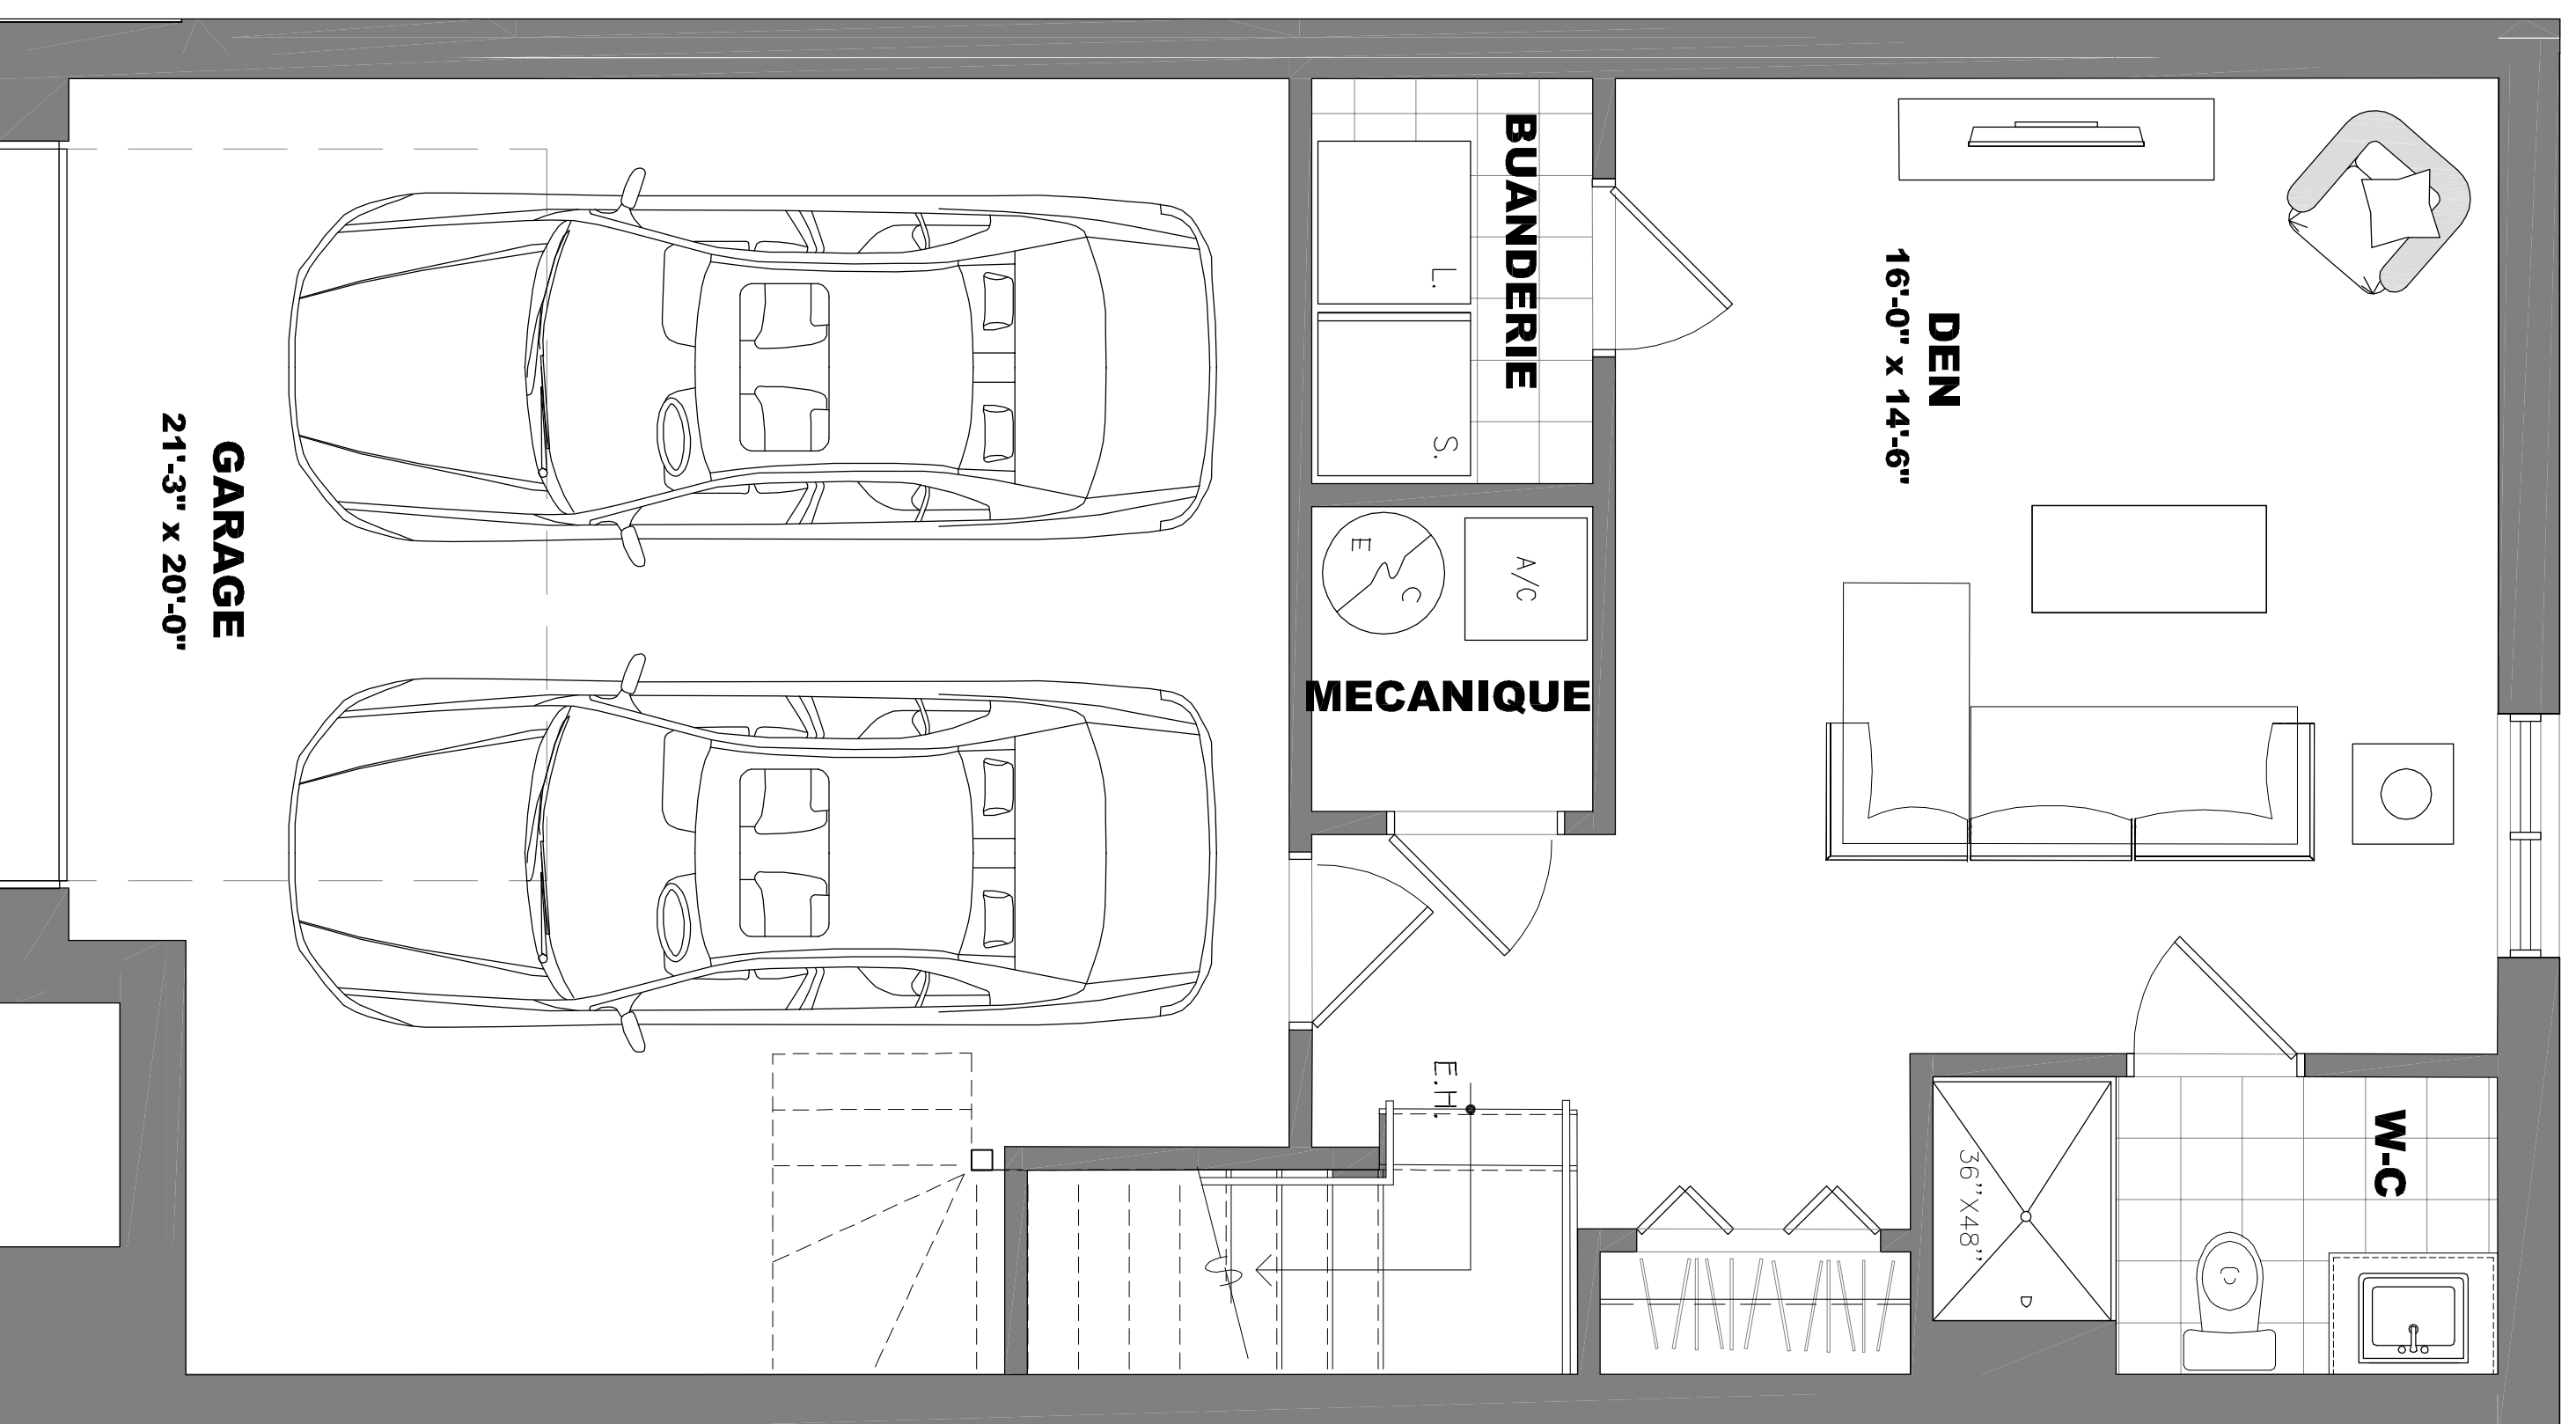 GARAGE
21'-3" x 20'-0"
BUANDERIE
L.
S.
E
C
A/C
MECANIQUE
DEN
16'-0" x 14'-6"
E.H.
36"X48"
W-C